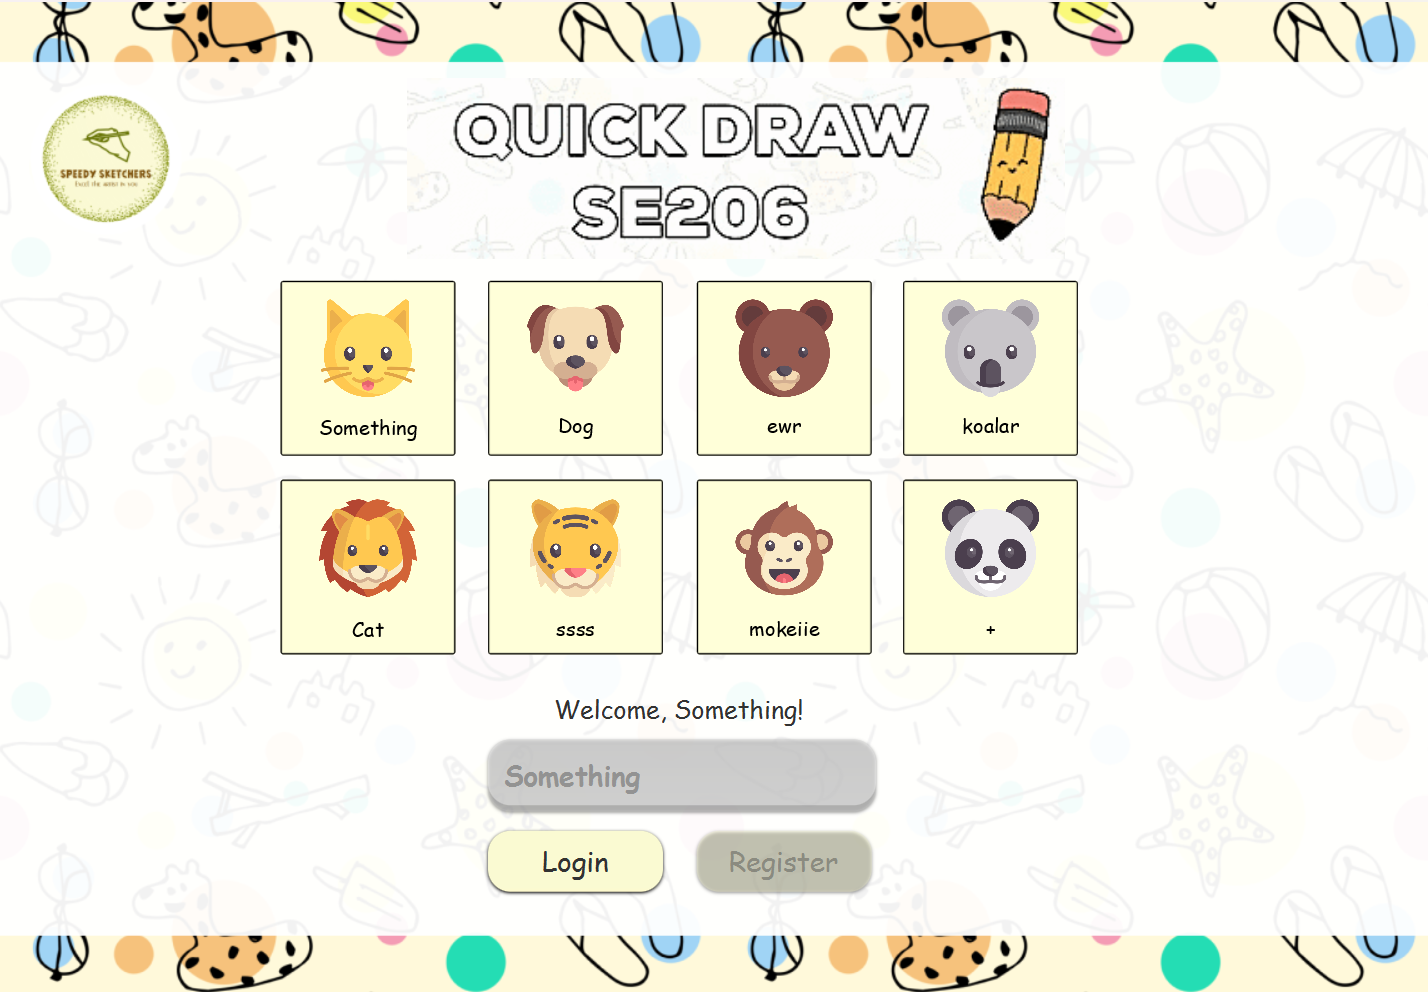 QUICK DRAW
SE206
SPEEDY SKETCHERS
Something
Dog
ewr
koalar
Cat
ssss
mokeiie
+
Welcome, Something!
Something
Login
Register